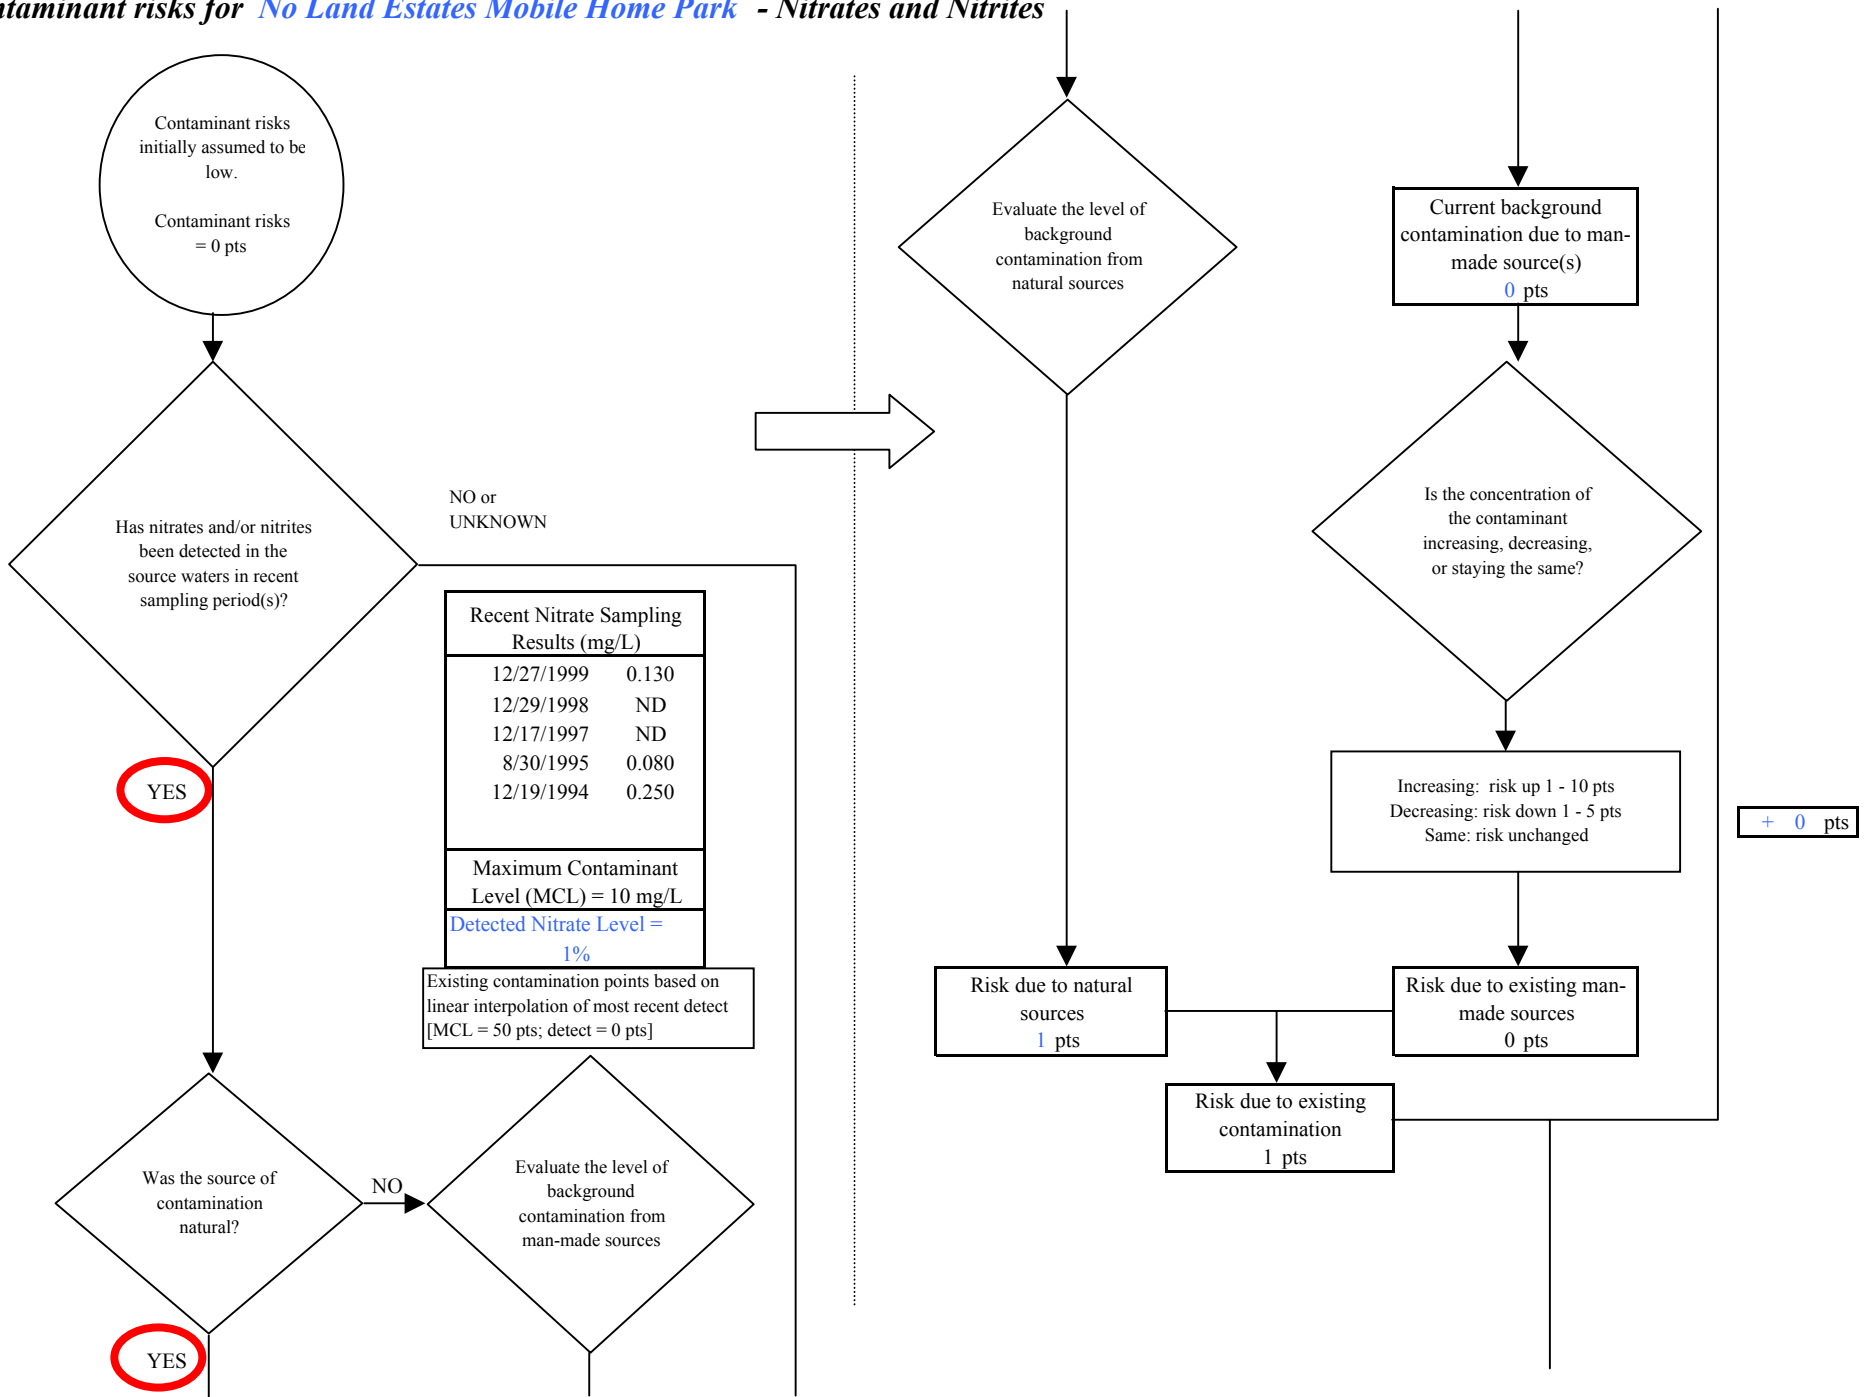 ntaminant risks for No Land Estates Mobile Home Park - Nitrates and Nitrites
Contaminant risks
initially assumed to be
low.
Contaminant risks
= 0 pts
Has nitrates and/or nitrites
been detected in the
source waters in recent
sampling period(s)?
NO or
UNKNOWN
YES
Recent Nitrate Sampling
Results (mg/L)
12/27/1999 0.130
12/29/1998 ND
12/17/1997 ND
8/30/1995 0.080
12/19/1994 0.250
Maximum Contaminant
Level (MCL) = 10 mg/L
Detected Nitrate Level =
1%
Existing contamination points based on
linear interpolation of most recent detect
[MCL = 50 pts; detect = 0 pts]
Was the source of
contamination
natural?
NO
Evaluate the level of
background
contamination from
man-made sources
YES
Evaluate the level of
background
contamination from
natural sources
Current background
contamination due to man-
made source(s)
0 pts
Is the concentration of
the contaminant
increasing, decreasing,
or staying the same?
Increasing: risk up 1 - 10 pts
Decreasing: risk down 1 - 5 pts
Same: risk unchanged
+ 0 pts
Risk due to natural
sources
1 pts
Risk due to existing man-
made sources
0 pts
Risk due to existing
contamination
1 pts